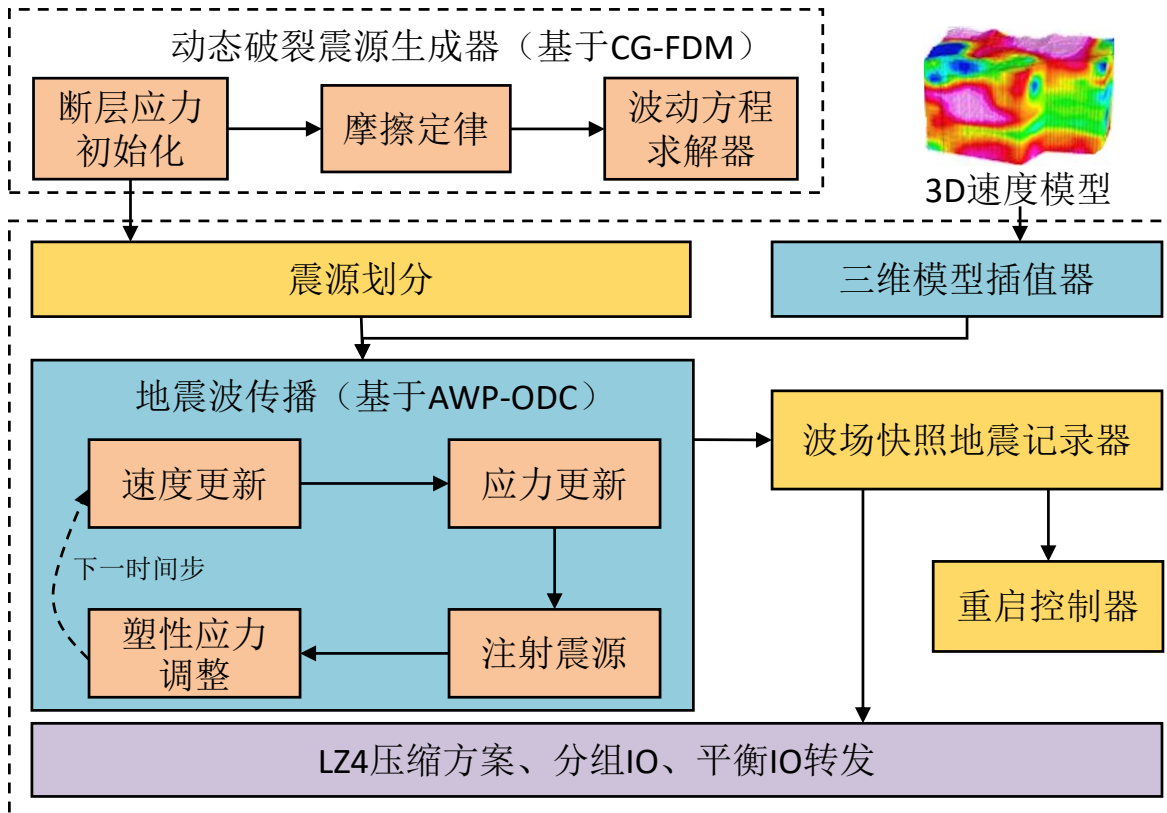 动态破裂震源生成器（基于CG-FDM）
断层应力
初始化
摩擦定律
波动方程
求解器
3D速度模型
震源划分
三维模型插值器
地震波传播（基于AWP-ODC）
速度更新
应力更新
下一时间步
塑性应力
调整
注射震源
波场快照地震记录器
重启控制器
LZ4压缩方案、分组IO、平衡IO转发